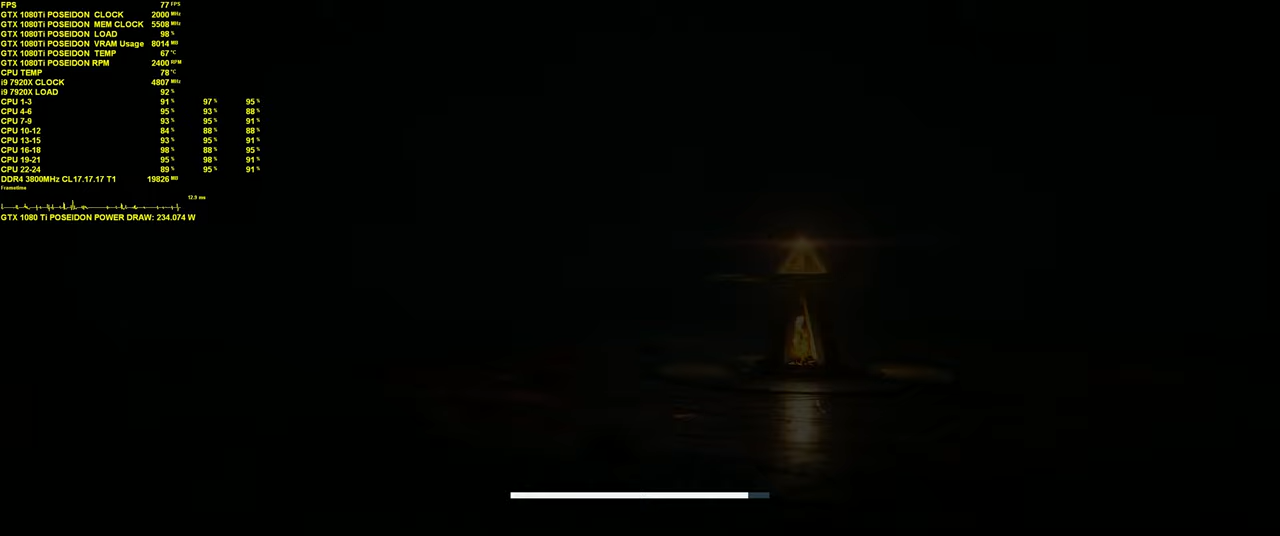 FPS 77 FPS
GTX 1080Ti POSEIDON CLOCK 2000 MHz
GTX 1080Ti POSEIDON MEM CLOCK 5508 MHz
GTX 1080Ti POSEIDON LOAD 98 %
GTX 1080Ti POSEIDON VRAM Usage 8014 MB
GTX 1080Ti POSEIDON TEMP 67 °C
GTX 1080Ti POSEIDON RPM 2400 RPM
CPU TEMP 78 °C
i9 7920X CLOCK 4807 MHz
i9 7920X LOAD 92 %
CPU 1-3 91 % 97 % 95 %
CPU 4-6 95 % 93 % 88 %
CPU 7-9 93 % 95 % 91 %
CPU 10-12 84 % 88 % 88 %
CPU 13-15 93 % 95 % 91 %
CPU 16-18 98 % 88 % 95 %
CPU 19-21 95 % 98 % 91 %
CPU 22-24 89 % 95 % 91 %
DDR4 3800MHz CL17.17.17 T1 19826 MB
Frametime
12.9 ms
GTX 1080 Ti POSEIDON POWER DRAW: 234.074 W